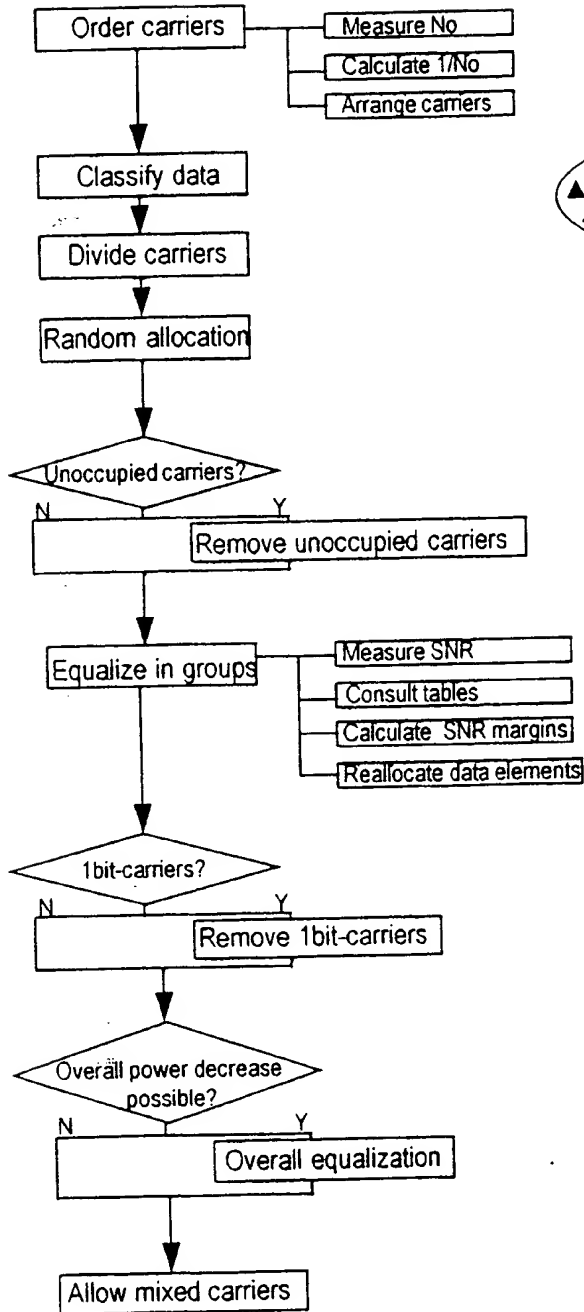 Order carriers
Measure No
Calculate 1/No
Arrange carriers
Classify data
Divide carriers
Random allocation
Unoccupied carriers?
N
Y
Remove unoccupied carriers
Equalize in groups
Measure SNR
Consult tables
Calculate SNR margins
Reallocate data elements
1bit-carriers?
N
Y
Remove 1bit-carriers
Overall power decrease
possible?
N
Y
Overall equalization
Allow mixed carriers